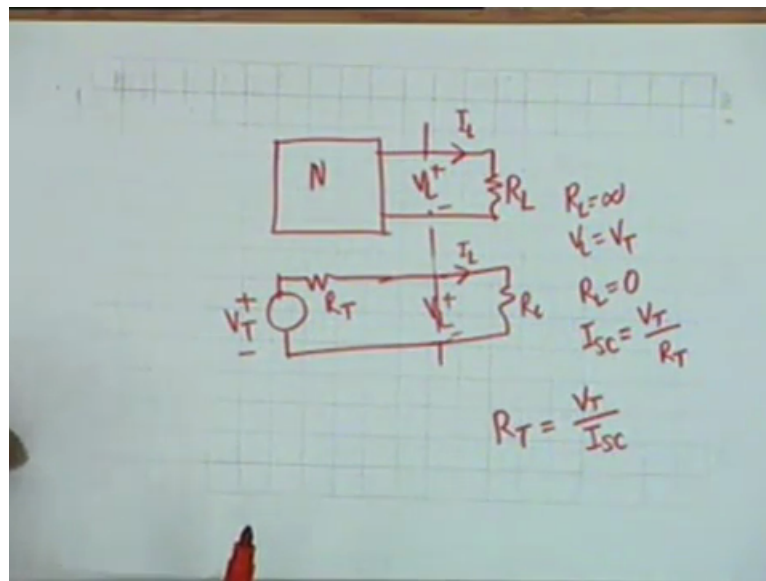 I_L
N
V_L
+
-
R_L
R_L = ∞
V_L = V_T
R_L = 0
I_SC = V_T / R_T
I_L
V_T
+
-
R_T
V_L
+
-
R_L
R_T = V_T / I_SC